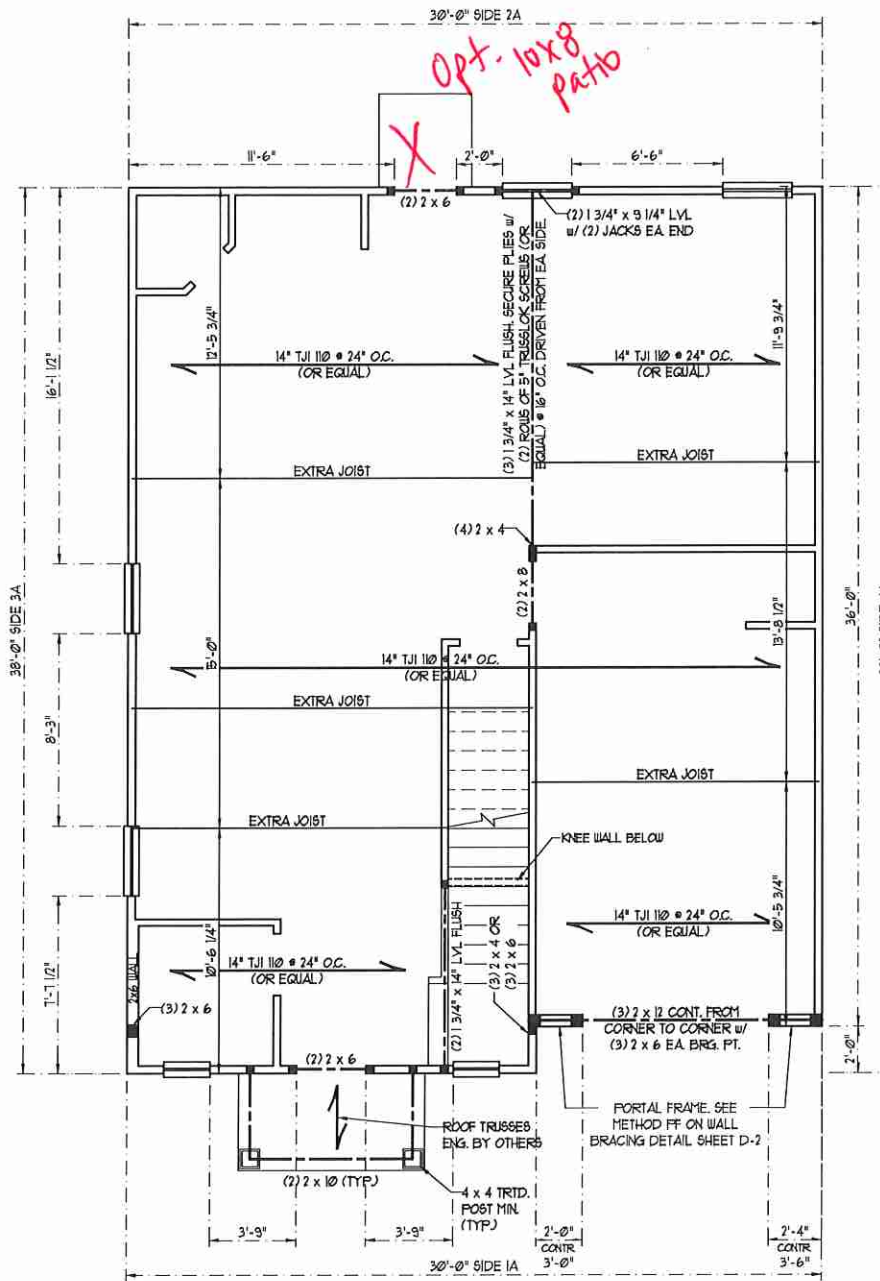 30'-0" SIDE 2A
Opt. 10x8
patio
X
11'-6"
2'-0"
6'-6"
(2) 2 x 6
(2) 1 3/4" x 9 1/4" LVL
w/ (2) JACKS EA. END
(3) 1 3/4" x 14" LVL FLUSH. SECURE PLIES w/
(2) ROWS OF 5" TRUSSLOK SCREWS (OR
EQUAL) @ 16" O.C. DRIVEN FROM EA. SIDE.
12'-5 3/4"
11'-9 3/4"
16'-1 1/2"
14" TJI 110 @ 24" O.C.
(OR EQUAL)
14" TJI 110 @ 24" O.C.
(OR EQUAL)
EXTRA JOIST
EXTRA JOIST
(4) 2 x 4
(2) 2 x 8
38'-0" SIDE 3A
36'-0"
15'-0"
13'-8 1/2"
14" TJI 110 @ 24" O.C.
(OR EQUAL)
8'-3"
EXTRA JOIST
EXTRA JOIST
EXTRA JOIST
KNEE WALL BELOW
14" TJI 110 @ 24" O.C.
(OR EQUAL)
10'-5 3/4"
7'-7 1/2"
2x6 WALL
10'-6 1/4"
14" TJI 110 @ 24" O.C.
(OR EQUAL)
(2) 1 3/4" x 14" LVL FLUSH
(3) 2 x 4 OR
(3) 2 x 6
(3) 2 x 6
(3) 2 x 12 CONT. FROM
CORNER TO CORNER w/
(3) 2 x 6 EA. BRG. PT.
2'-0"
(2) 2 x 6
ROOF TRUSSES
ENG. BY OTHERS
PORTAL FRAME. SEE
METHOD PF ON WALL
BRACING DETAIL SHEET D-2
(2) 2 x 10 (TYP.)
4 x 4 TRTD.
POST MIN.
(TYP.)
3'-9"
3'-9"
2'-0"
CONTR.
3'-0"
2'-4"
CONTR.
3'-6"
30'-0" SIDE 1A